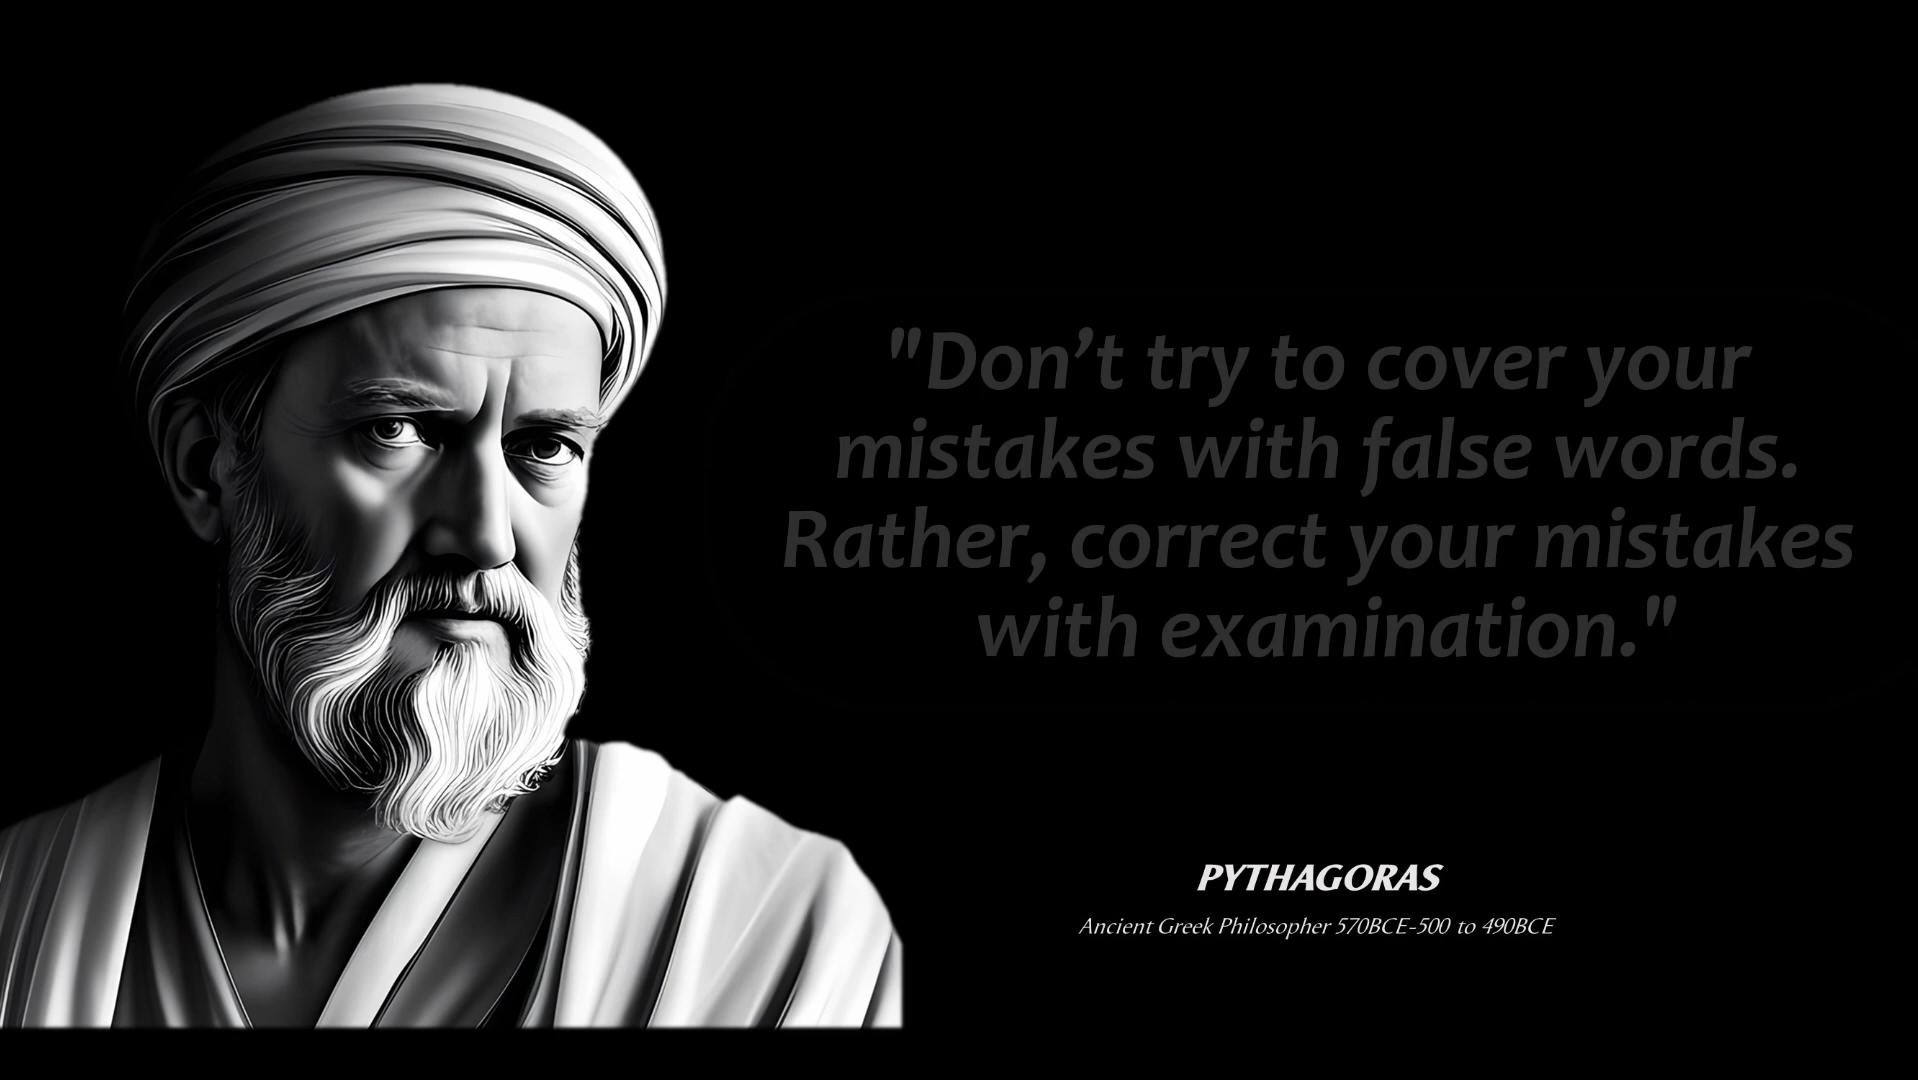 "Don’t try to cover your
mistakes with false words.
Rather, correct your mistakes
with examination."
PYTHAGORAS
Ancient Greek Philosopher 570BCE-500 to 490BCE